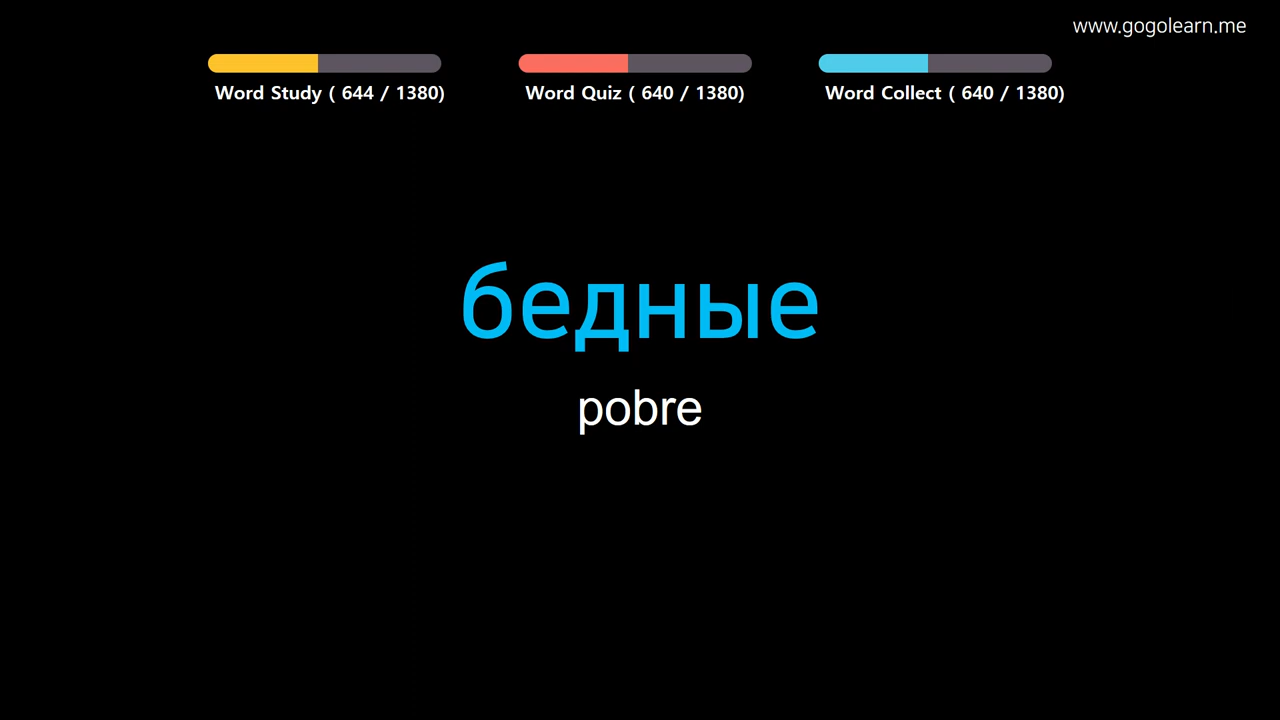 www.gogolearn.me
Word Study ( 644 / 1380)
Word Quiz ( 640 / 1380)
Word Collect ( 640 / 1380)
бедные
pobre